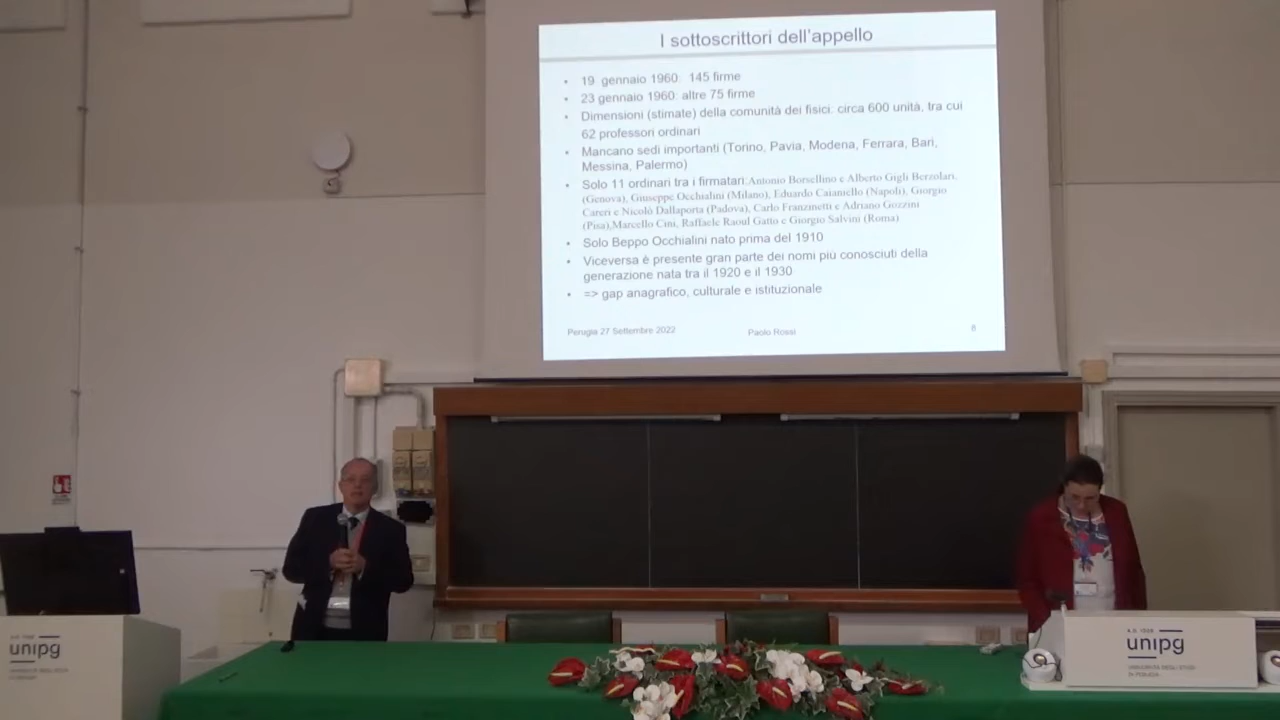 I sottoscrittori dell'appello
• 19 gennaio 1960: 145 firme
• 23 gennaio 1960: altre 75 firme
• Dimensioni (stimate) della comunità dei fisici: circa 600 unità, tra cui
62 professori ordinari
• Mancano sedi importanti (Torino, Pavia, Modena, Ferrara, Bari,
Messina, Palermo)
• Solo 11 ordinari tra i firmatari:Antonio Borsellino e Alberto Gigli Berzolari,
(Genova), Giuseppe Occhialini (Milano), Eduardo Caianiello (Napoli), Giorgio
Careri e Nicolò Dallaporta (Padova), Carlo Franzinetti e Adriano Gozzini
(Pisa),Marcello Cini, Raffaele Raoul Gatto e Giorgio Salvini (Roma)
• Solo Beppo Occhialini nato prima del 1910
• Viceversa è presente gran parte dei nomi più conosciuti della
generazione nata tra il 1920 e il 1930
• => gap anagrafico, culturale e istituzionale
Perugia 27 Settembre 2022
Paolo Rossi
8
unipg
unipg
UNIVERSITÀ DEGLI STUDI
DI PERUGIA